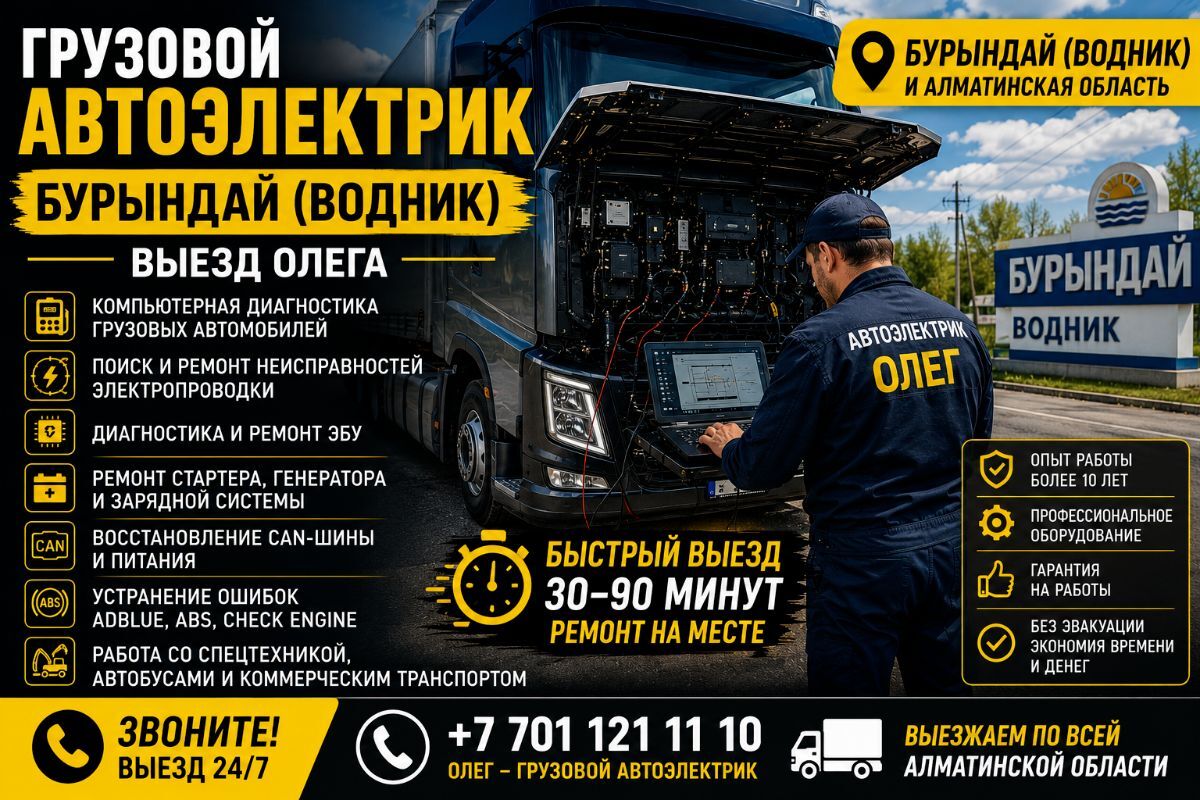 ГРУЗОВОЙ
АВТОЭЛЕКТРИК
БУРЫНДАЙ (ВОДНИК)
ВЫЕЗД ОЛЕГА
КОМПЬЮТЕРНАЯ ДИАГНОСТИКА
ГРУЗОВЫХ АВТОМОБИЛЕЙ
ПОИСК И РЕМОНТ НЕИСПРАВНОСТЕЙ
ЭЛЕКТРОПРОВОДКИ
ДИАГНОСТИКА И РЕМОНТ ЭБУ
РЕМОНТ СТАРТЕРА, ГЕНЕРАТОРА
И ЗАРЯДНОЙ СИСТЕМЫ
CAN
ВОССТАНОВЛЕНИЕ CAN-ШИНЫ
И ПИТАНИЯ
ABS
УСТРАНЕНИЕ ОШИБОК
ADBLUE, ABS, CHECK ENGINE
РАБОТА СО СПЕЦТЕХНИКОЙ,
АВТОБУСАМИ И КОММЕРЧЕСКИМ ТРАНСПОРТОМ
БУРЫНДАЙ (ВОДНИК)
И АЛМАТИНСКАЯ ОБЛАСТЬ
БУРЫНДАЙ
ВОДНИК
АВТОЭЛЕКТРИК
ОЛЕГ
БЫСТРЫЙ ВЫЕЗД
30–90 МИНУТ
РЕМОНТ НА МЕСТЕ
ОПЫТ РАБОТЫ
БОЛЕЕ 10 ЛЕТ
ПРОФЕССИОНАЛЬНОЕ
ОБОРУДОВАНИЕ
ГАРАНТИЯ
НА РАБОТЫ
БЕЗ ЭВАКУАЦИИ
ЭКОНОМИЯ ВРЕМЕНИ
И ДЕНЕГ
ЗВОНИТЕ!
ВЫЕЗД 24/7
+7 701 121 11 10
ОЛЕГ – ГРУЗОВОЙ АВТОЭЛЕКТРИК
ВЫЕЗЖАЕМ ПО ВСЕЙ
АЛМАТИНСКОЙ ОБЛАСТИ